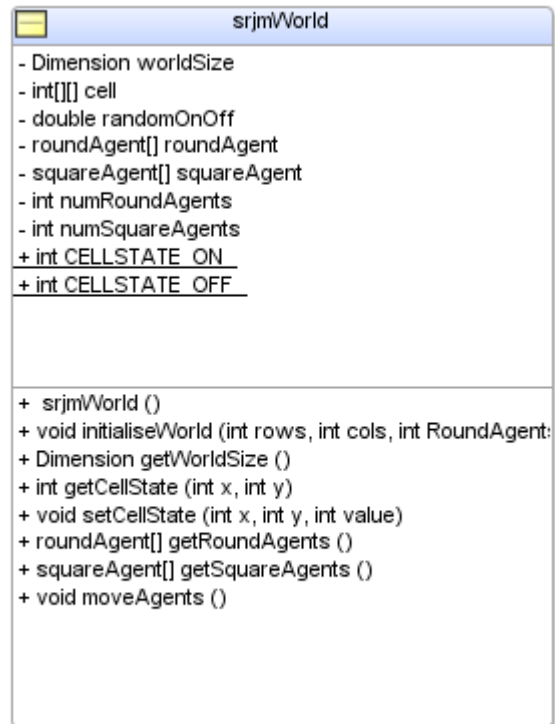 srjmWorld
- Dimension worldSize
- int[][] cell
- double randomOnOff
- roundAgent[] roundAgent
- squareAgent[] squareAgent
- int numRoundAgents
- int numSquareAgents
+ int CELLSTATE_ON
+ int CELLSTATE_OFF
+ srjmWorld ()
+ void initialiseWorld (int rows, int cols, int RoundAgent
+ Dimension getWorldSize ()
+ int getCellState (int x, int y)
+ void setCellState (int x, int y, int value)
+ roundAgent[] getRoundAgents ()
+ squareAgent[] getSquareAgents ()
+ void moveAgents ()